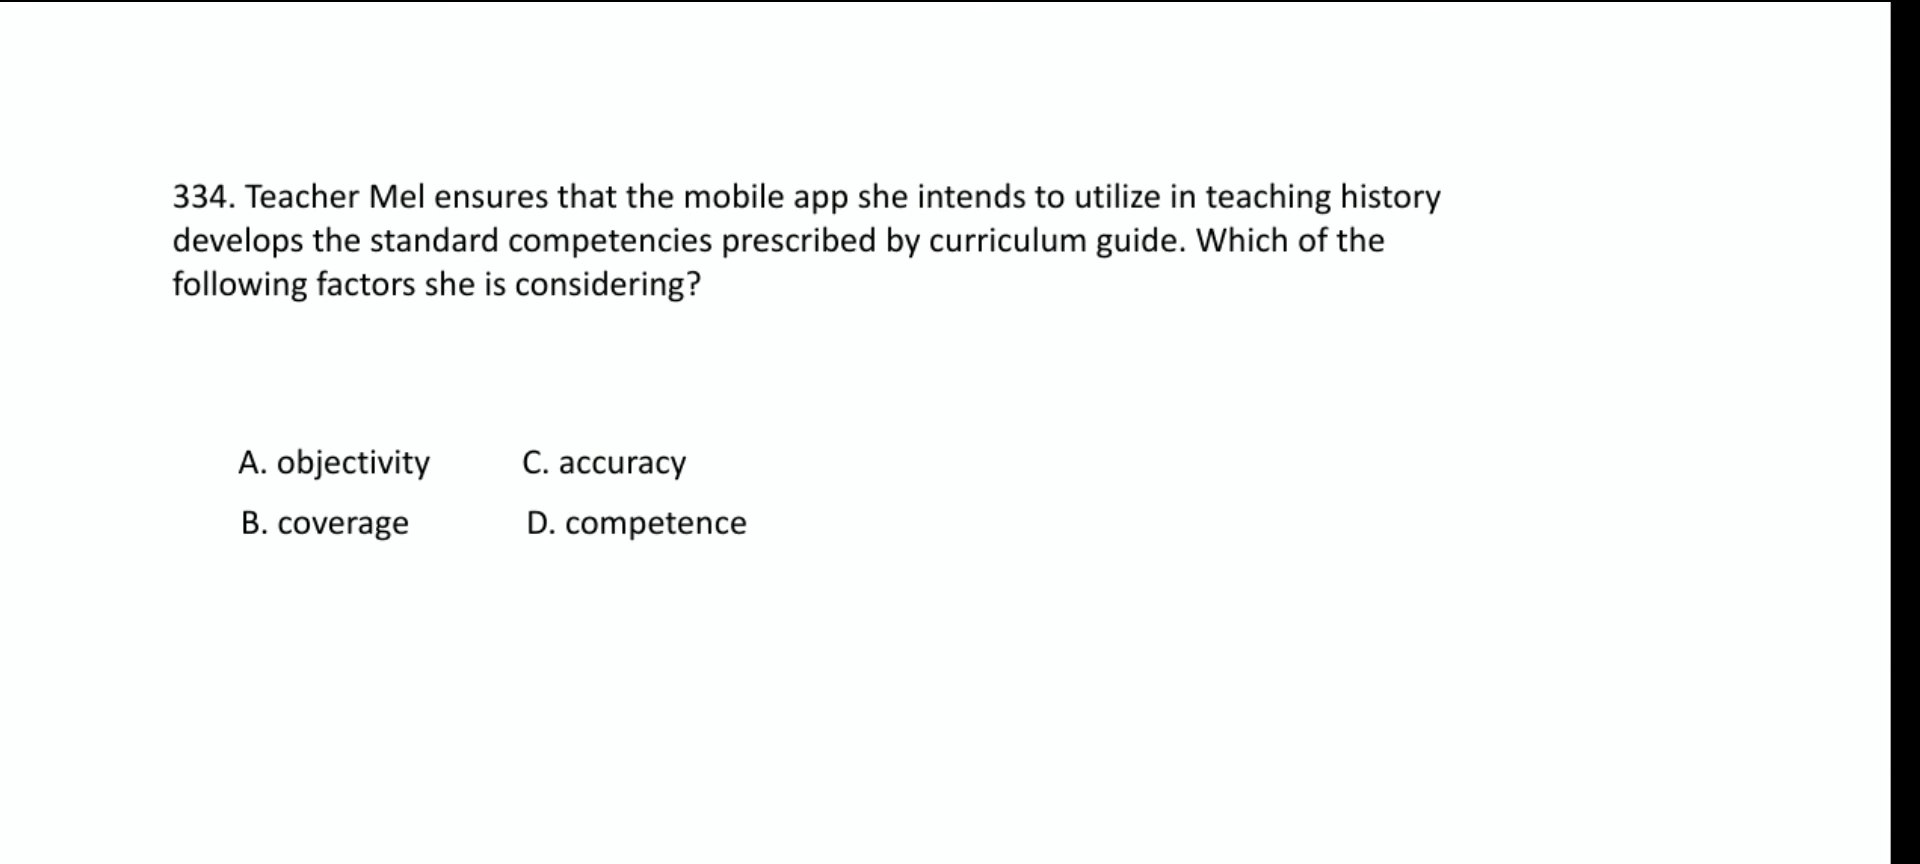 334. Teacher Mel ensures that the mobile app she intends to utilize in teaching history
develops the standard competencies prescribed by curriculum guide. Which of the
following factors she is considering?
A. objectivity C. accuracy
B. coverage D. competence